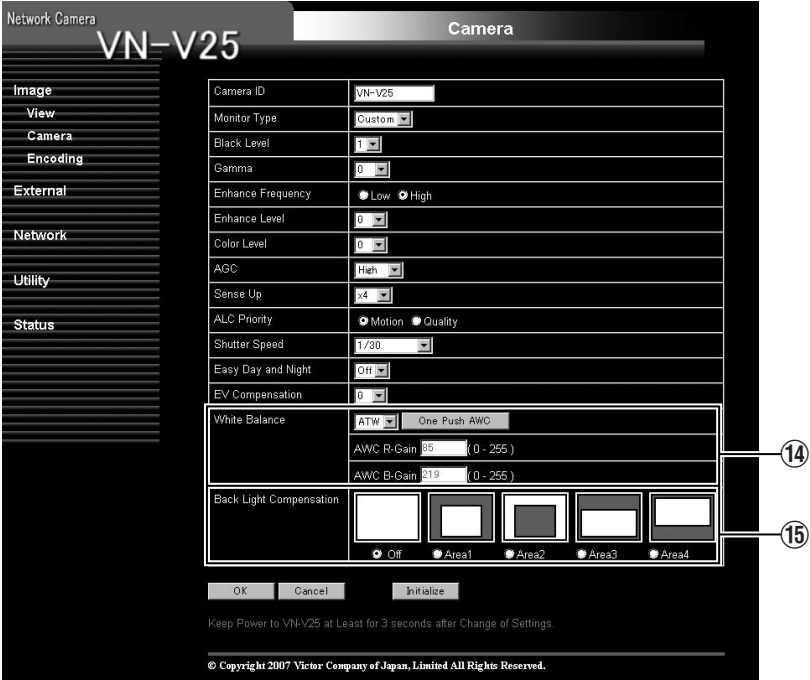 Network Camera
VN-V25
Camera
Image
View
Camera
Encoding
External
Network
Utility
Status
Camera ID VN-V25
Monitor Type Custom
Black Level 1
Gamma 0
Enhance Frequency Low High
Enhance Level 0
Color Level 0
AGC High
Sense Up x4
ALC Priority Motion Quality
Shutter Speed 1/30
Easy Day and Night Off
EV Compensation 0
White Balance ATW One Push AWC
AWC R-Gain 85 ( 0 - 255 )
AWC B-Gain 219 ( 0 - 255 )
⑭
Back Light Compensation
Off Area1 Area2 Area3 Area4
⑮
OK Cancel Initialize
Keep Power to VN-V25 at Least for 3 seconds after Change of Settings.
© Copyright 2007 Victor Company of Japan, Limited All Rights Reserved.